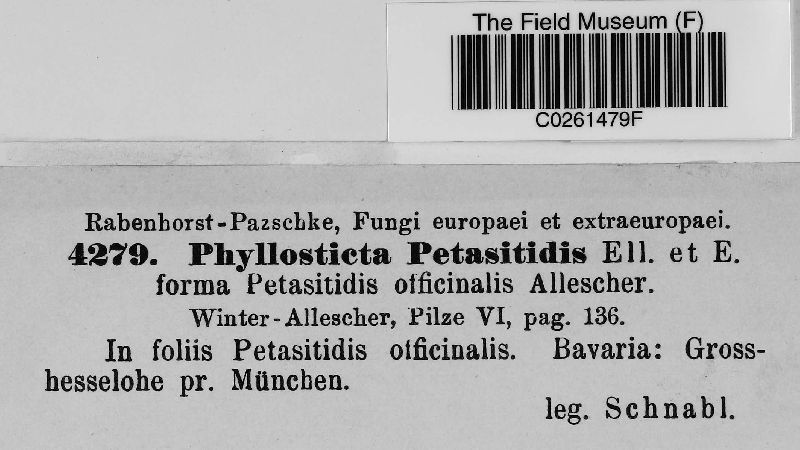 The Field Museum (F)
C0261479F
Rabenhorst-Pazschke, Fungi europaei et extraeuropaei.
4279. Phyllosticta Petasitidis Ell. et E.
forma Petasitidis officinalis Allescher.
Winter-Allescher, Pilze VI, pag. 136.
In foliis Petasitidis officinalis. Bavaria: Gross-
hesselohe pr. München.
leg. Schnabl.